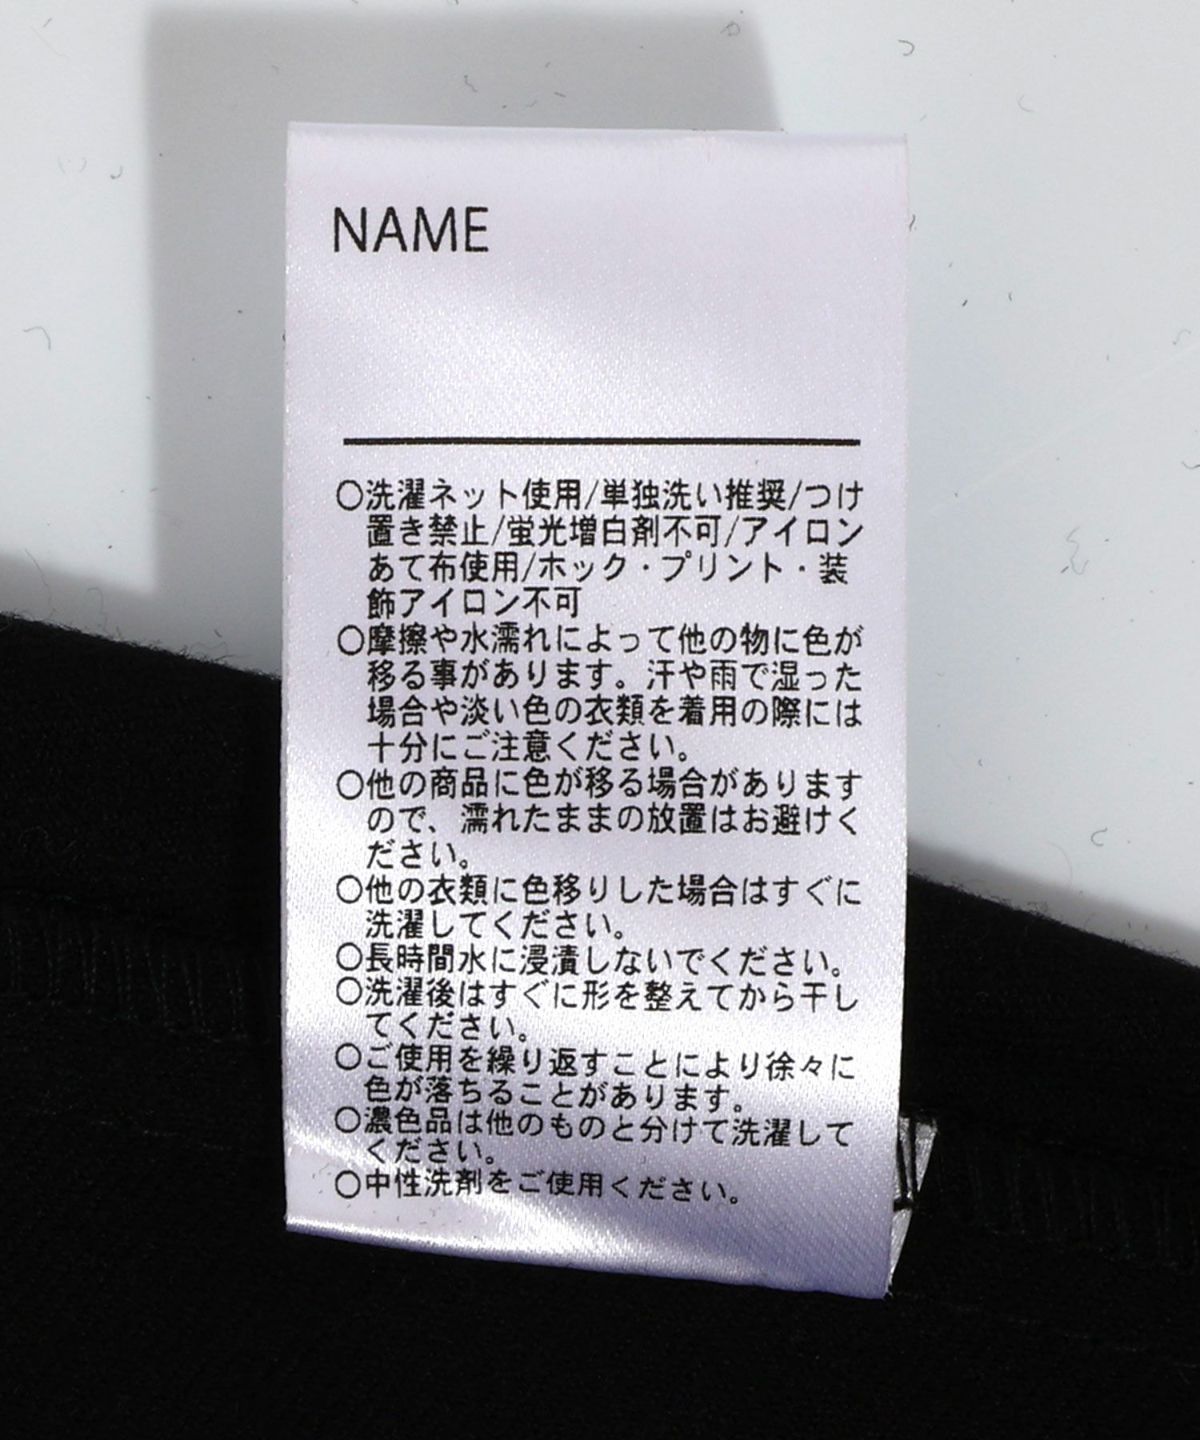 NAME
○洗濯ネット使用/単独洗い推奨/つけ
置き禁止/蛍光増白剤不可/アイロン
あて布使用/ホック・プリント・装
飾アイロン不可
○摩擦や水濡れによって他の物に色が
移る事があります。汗や雨で湿った
場合や淡い色の衣類を着用の際には
十分にご注意ください。
○他の商品に色が移る場合があります
ので、濡れたままの放置はお避けく
ださい。
○他の衣類に色移りした場合はすぐに
洗濯してください。
○長時間水に浸漬しないでください。
○洗濯後はすぐに形を整えてから干し
てください。
○ご使用を繰り返すことにより徐々に
色が落ちることがあります。
○濃色品は他のものと分けて洗濯して
ください。
○中性洗剤をご使用ください。